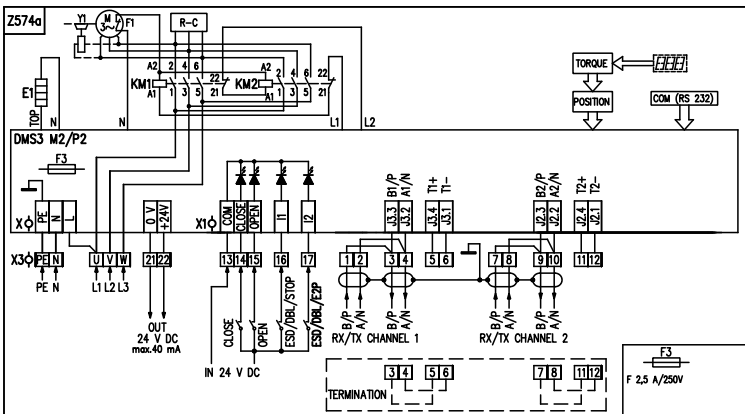 Z574a
Y1
M
3~
F1
R-C
A2 2 4 6
22
A2
2 4 6 22
KM1
A1
1 3 5 21
KM2
A1
1 3 5 21
E1
TOP
N
N
L1
L2
TORQUE
POSITION
COM (RS 232)
DMS3 M2/P2
F3
X
PE
N
L
0 V
+24V
X1
COM
CLOSE
OPEN
I1
I2
J3.3 B1/P
J3.2 A1/N
J3.4 T1+
J3.1 T1-
J2.3 B2/P
J2.2 A2/N
J2.4 T2+
J2.1 T2-
X3
PE N U V W 21 22 13 14 15 16 17 1 2 3 4 5 6 7 8 9 10 11 12
PE N L1 L2 L3
OUT
24 V DC
max.40 mA
CLOSE
OPEN
ESD/DBL/STOP
ESD/DBL/E2P
IN 24 V DC
B/P
A/N
B/P
A/N
RX/TX CHANNEL 1
B/P
A/N
B/P
A/N
RX/TX CHANNEL 2
TERMINATION
3 4 5 6 7 8 11 12
F3
F 2,5 A/250V